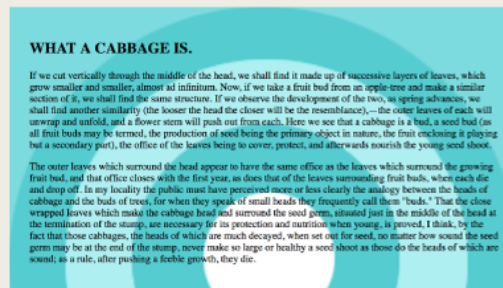 WHAT A CABBAGE IS.
If we cut vertically through the middle of the head, we shall find it made up of successive layers of leaves, which
grow smaller and smaller, almost ad infinitum. Now, if we take a fruit bud from an apple-tree and make a similar
section of it, we shall find the same structure. If we observe the development of the two, as spring advances, we
shall find another similarity (the looser the head the closer will be the resemblance),—the outer leaves of each will
unwrap and unfold, and a flower stem will push out from each. Here we see that a cabbage is a bud, a seed bud (as
all fruit buds may be termed, the production of seed being the primary object in nature, the fruit enclosing it playing
but a secondary part), the office of the leaves being to cover, protect, and afterwards nourish the young seed shoot.
The outer leaves which surround the head appear to have the same office as the leaves which surround the growing
fruit bud, and that office closes with the first year, as does that of the leaves surrounding fruit buds, when each die
and drop off. In my locality the public must have perceived more or less clearly the analogy between the heads of
cabbage and the buds of trees, for when they speak of small heads they frequently call them "buds." That the close
wrapped leaves which make the cabbage head and surround the seed germ, situated just in the middle of the head at
the termination of the stump, are necessary for its protection and nutrition when young, is proved, I think, by the
fact that those cabbages, the heads of which are much decayed, when set out for seed, no matter how sound the seed
germ may be at the end of the stump, never make so large or healthy a seed shoot as those do the heads of which are
sound; as a rule, after pushing a feeble growth, they die.